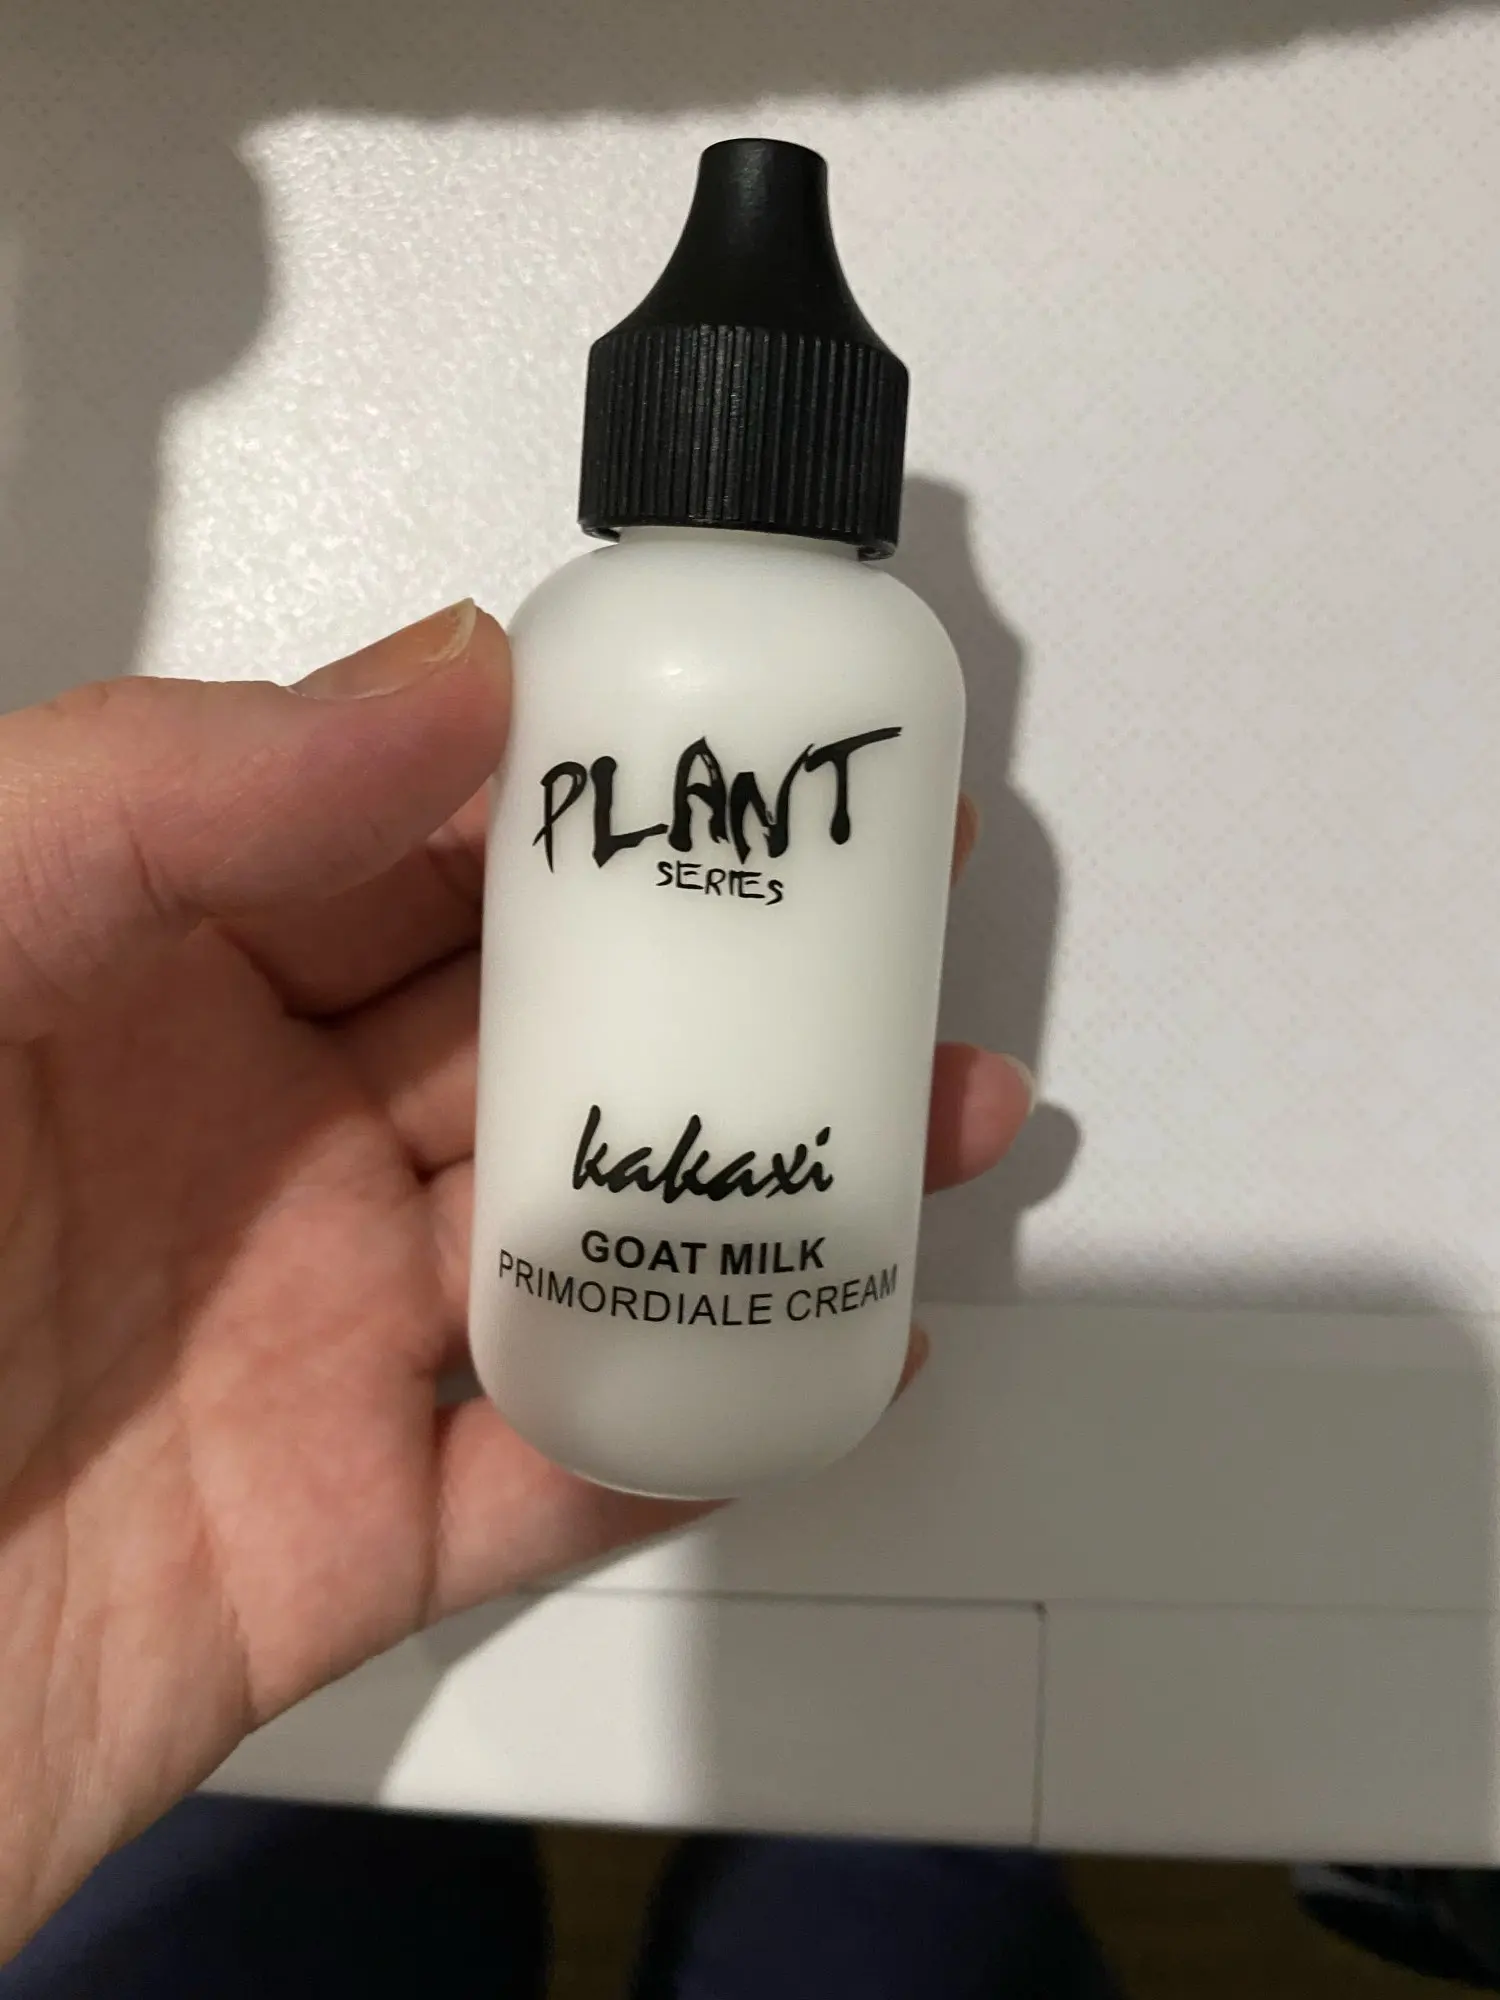 PLANT
SERIES
kakaxi
GOAT MILK
PRIMORDIALE CREAM